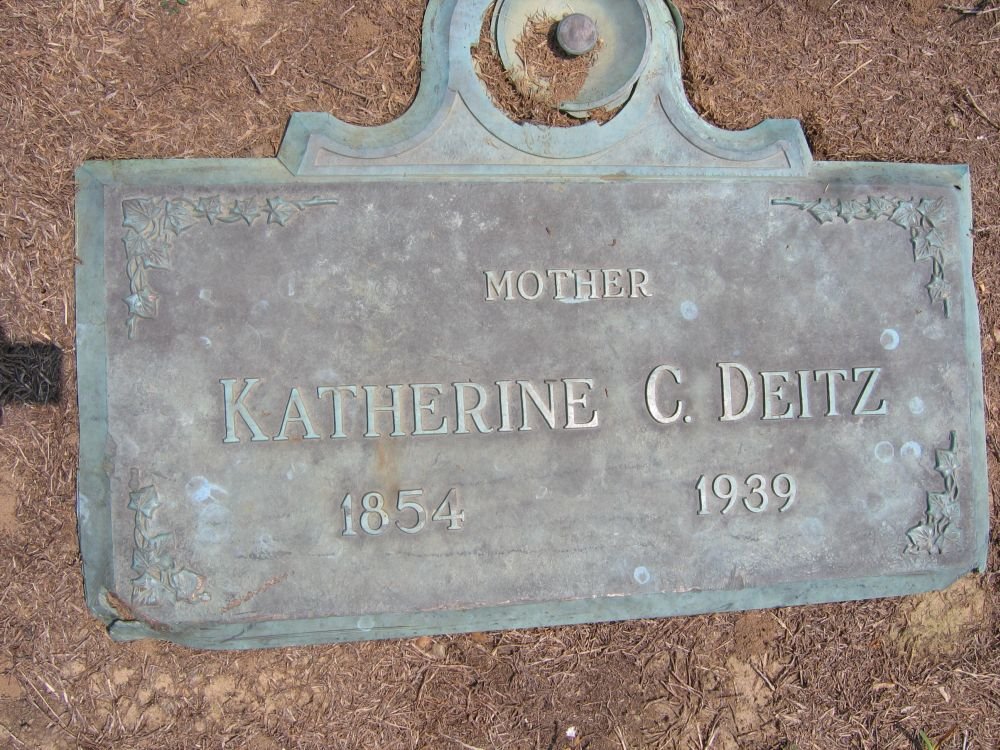 MOTHER
KATHERINE C. DEITZ
1854 1939